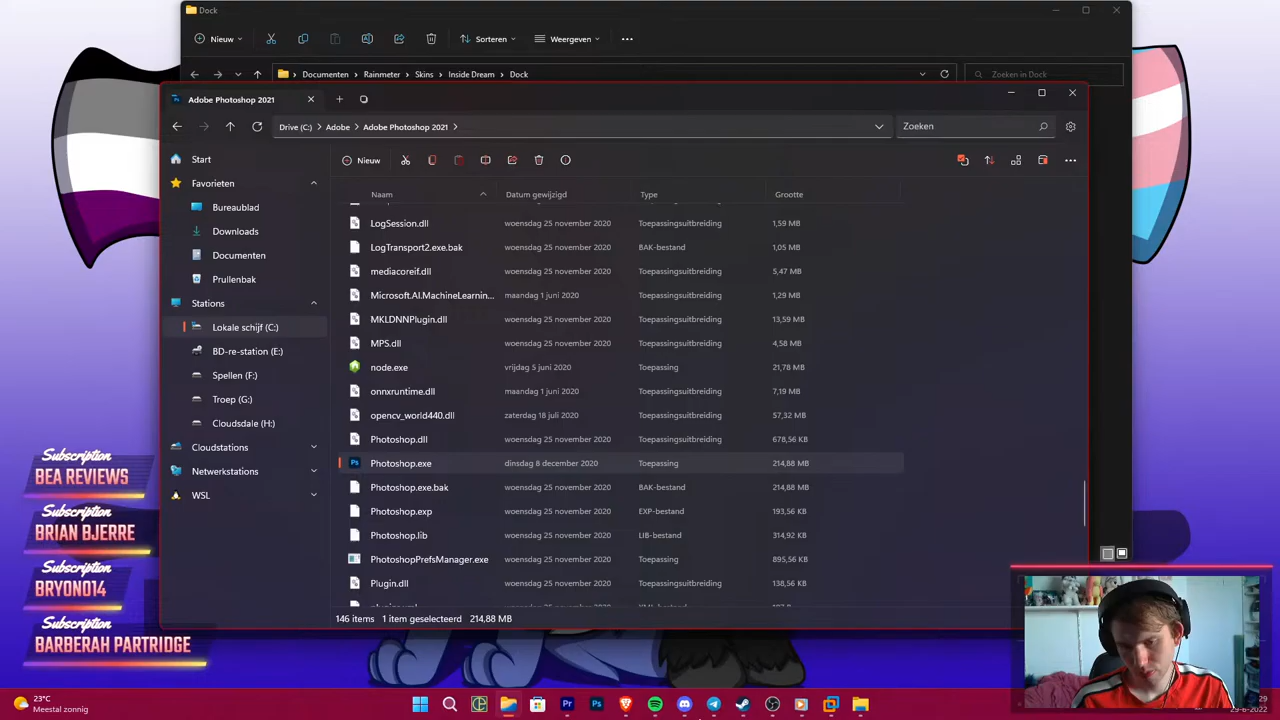 Dock
Nieuw
Sorteren
Weergeven
Documenten
Rainmeter
Skins
Inside Dream
Dock
Zoeken in Dock
Adobe Photoshop 2021
Drive (C:)
Adobe
Adobe Photoshop 2021
Zoeken
Nieuw
Start
Favorieten
Bureaublad
Downloads
Documenten
Prullenbak
Stations
Lokale schijf (C:)
BD-re-station (E:)
Spellen (F:)
Troep (G:)
Cloudsdale (H:)
Cloudstations
Netwerkstations
WSL
Naam Datum gewijzigd Type Grootte
LogSession.dll woensdag 25 november 2020 Toepassingsuitbreiding 1,59 MB
LogTransport2.exe.bak woensdag 25 november 2020 BAK-bestand 1,05 MB
mediacoreif.dll woensdag 25 november 2020 Toepassingsuitbreiding 5,47 MB
Microsoft.AI.MachineLearnin... maandag 1 juni 2020 Toepassingsuitbreiding 1,29 MB
MKLDNNPlugin.dll woensdag 25 november 2020 Toepassingsuitbreiding 13,59 MB
MPS.dll woensdag 25 november 2020 Toepassingsuitbreiding 4,58 MB
node.exe vrijdag 5 juni 2020 Toepassing 21,78 MB
onnxruntime.dll maandag 1 juni 2020 Toepassingsuitbreiding 7,19 MB
opencv_world440.dll zaterdag 18 juli 2020 Toepassingsuitbreiding 57,32 MB
Photoshop.dll woensdag 25 november 2020 Toepassingsuitbreiding 678,56 KB
Photoshop.exe dinsdag 8 december 2020 Toepassing 214,88 MB
Photoshop.exe.bak woensdag 25 november 2020 BAK-bestand 214,88 MB
Photoshop.exp woensdag 25 november 2020 EXP-bestand 193,56 KB
Photoshop.lib woensdag 25 november 2020 LIB-bestand 314,92 KB
PhotoshopPrefsManager.exe woensdag 25 november 2020 Toepassing 895,56 KB
Plugin.dll woensdag 25 november 2020 Toepassingsuitbreiding 138,56 KB
146 items 1 item geselecteerd 214,88 MB
Subscription
BEA REVIEWS
Subscription
BRIAN BJERRE
Subscription
BRYONO14
Subscription
BARBERAH PARTRIDGE
23°C
Meestal zonnig
29-6-2022